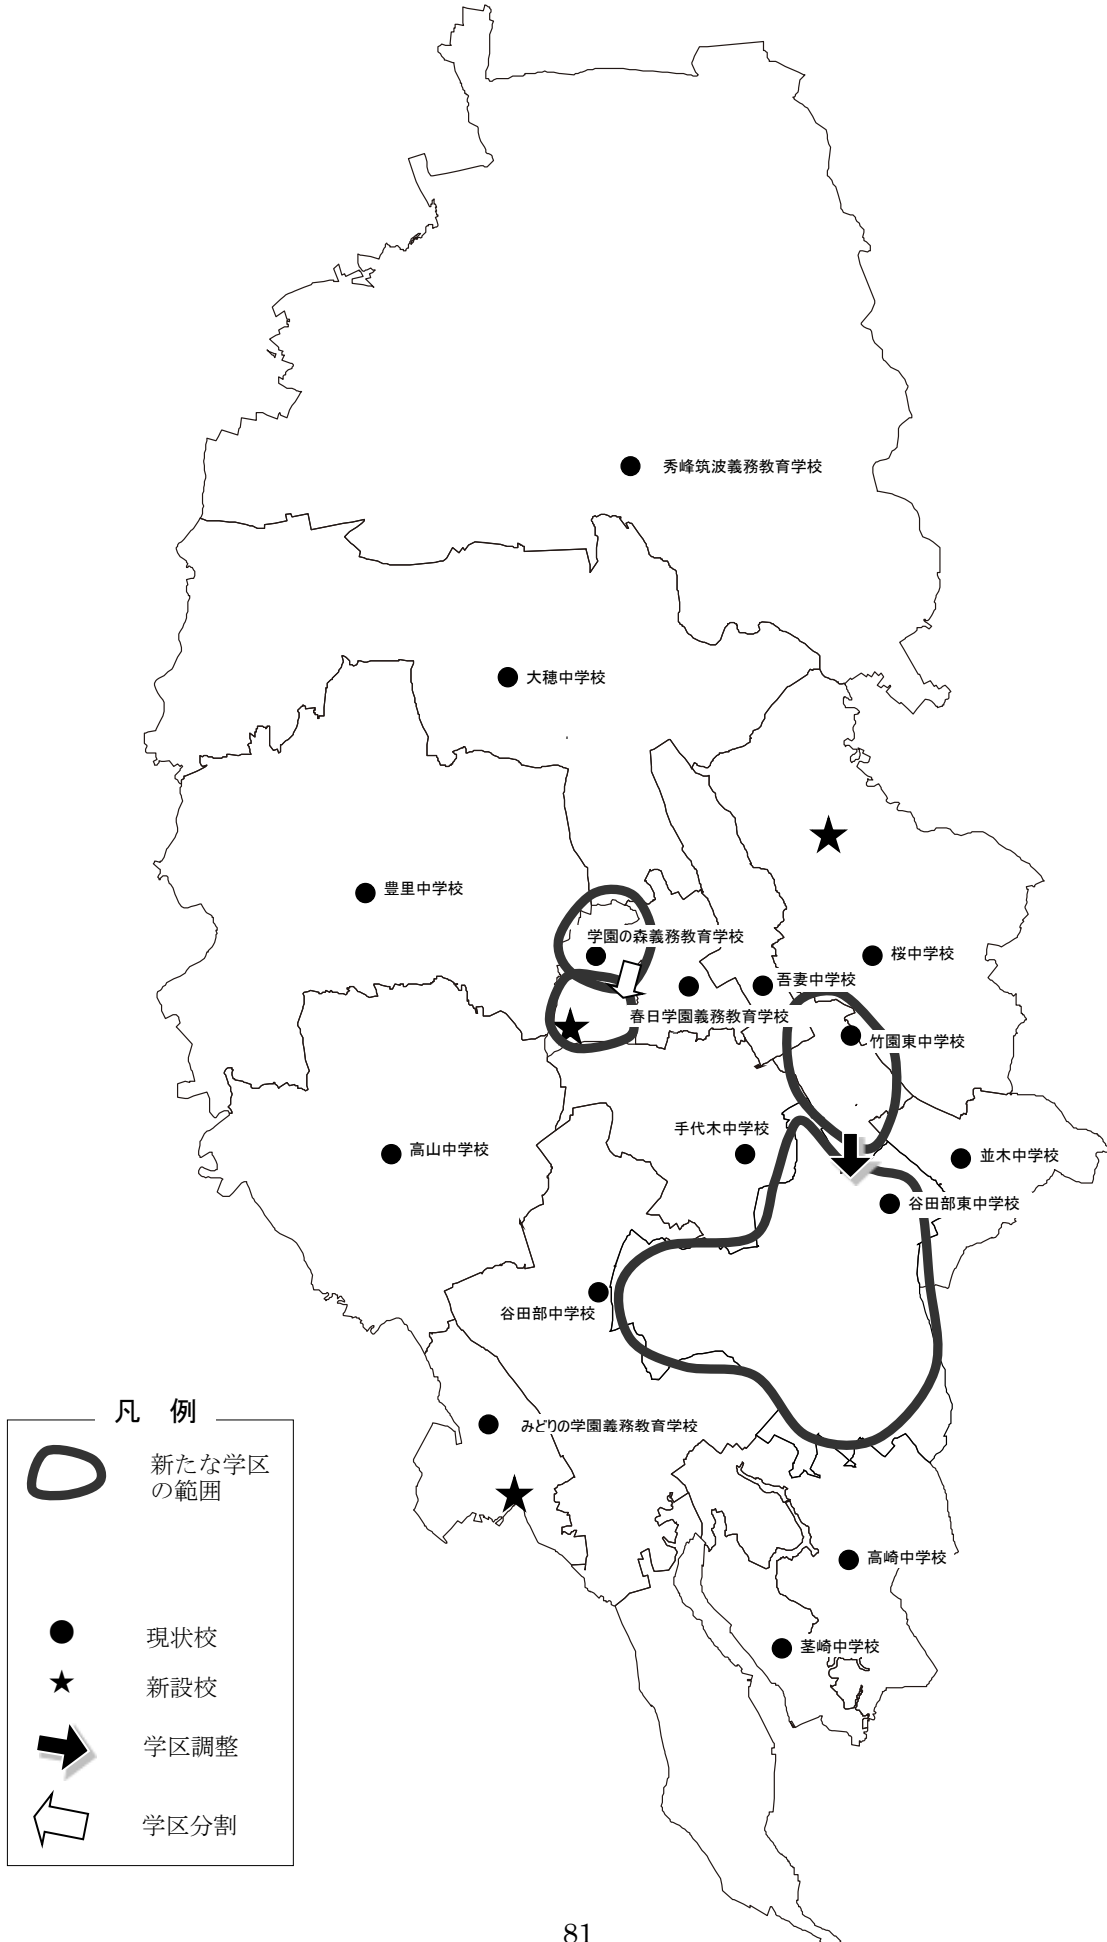 秀峰筑波義務教育学校
大穂中学校
豊里中学校
学園の森義務教育学校
桜中学校
吾妻中学校
春日学園義務教育学校
竹園東中学校
手代木中学校
高山中学校
並木中学校
谷田部東中学校
谷田部中学校
みどりの学園義務教育学校
高崎中学校
茎崎中学校
凡 例
新たな学区
の範囲
現状校
新設校
学区調整
学区分割
81